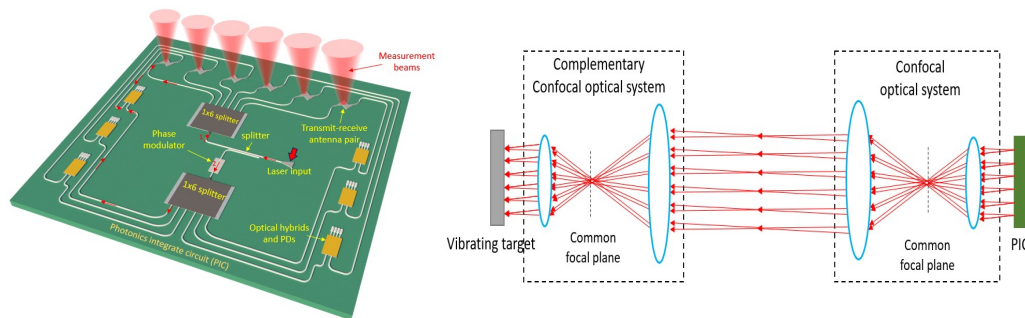 Measurement
beams
1x6 splitter
Phase
modulator
splitter
Transmit-receive
antenna pair
Laser input
1x6 splitter
Optical hybrids
and PDs
Photonics integrate circuit (PIC)
Complementary
Confocal optical system
Vibrating target
Common
focal plane
Confocal
optical system
Common
focal plane
PIC